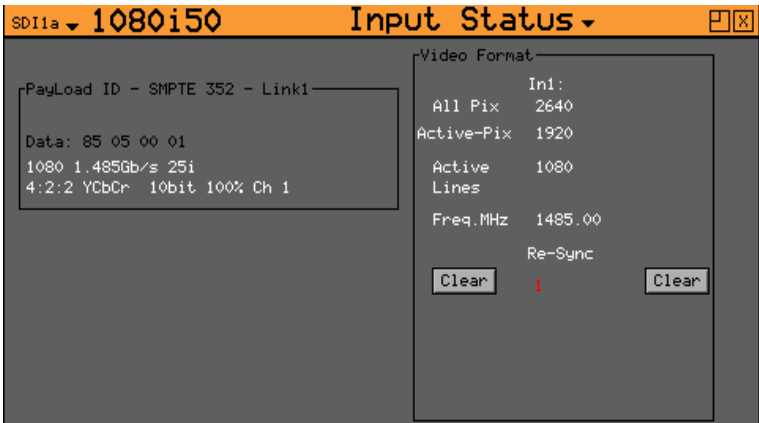 SDI1a 1080i50 Input Status
PayLoad ID - SMPTE 352 - Link1
Data: 85 05 00 01
1080 1.485Gb/s 25i
4:2:2 YCbCr 10bit 100% Ch 1
Video Format
In1:
All Pix 2640
Active-Pix 1920
Active 1080
Lines
Freq.MHz 1485.00
Re-Sync
Clear 1 Clear